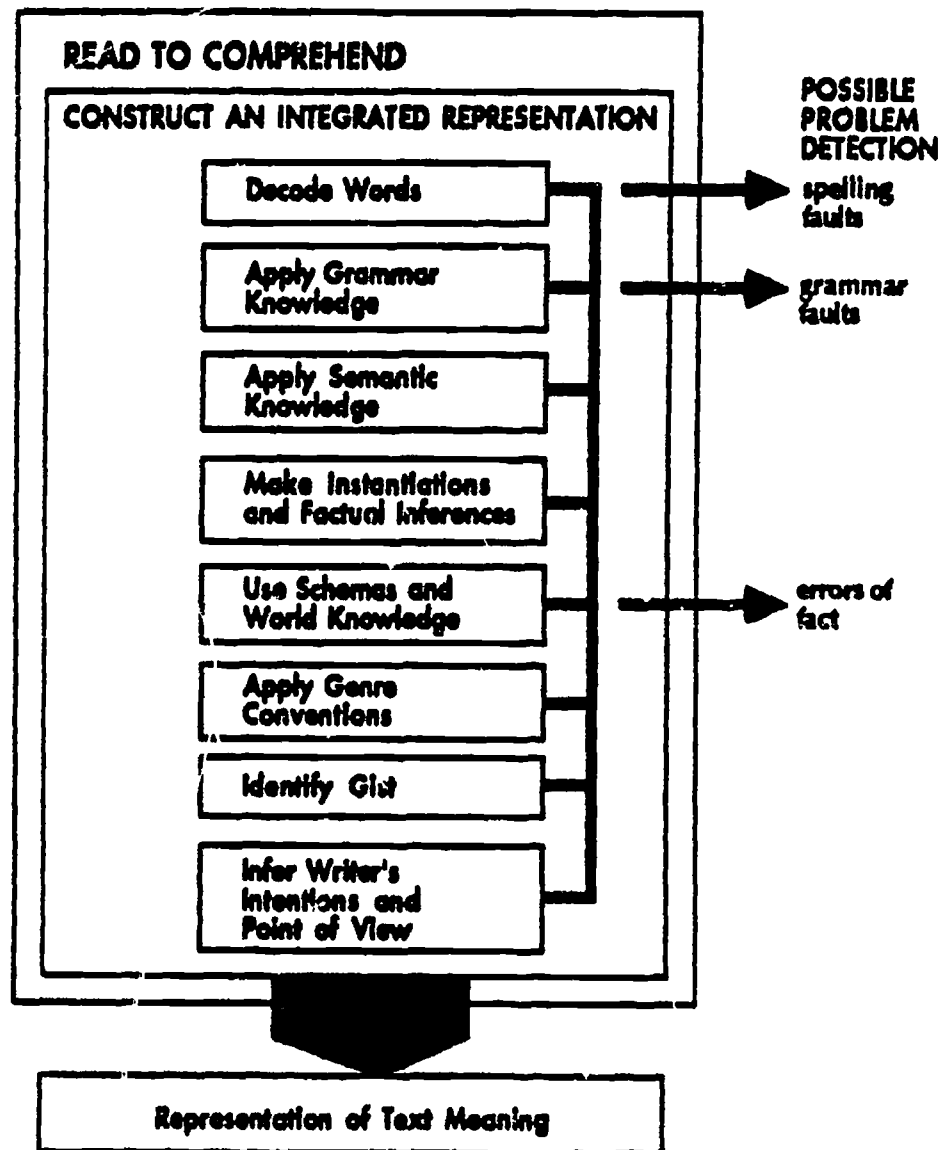 READ TO COMPREHEND
CONSTRUCT AN INTEGRATED REPRESENTATION
POSSIBLE
PROBLEM
DETECTION
Decode Words
spelling
faults
Apply Grammar
Knowledge
grammar
faults
Apply Semantic
Knowledge
Make Instantiations
and Factual Inferences
Use Schemas and
World Knowledge
errors of
fact
Apply Genre
Conventions
Identify Gist
Infer Writer's
Intentions and
Point of View
Representation of Text Meaning